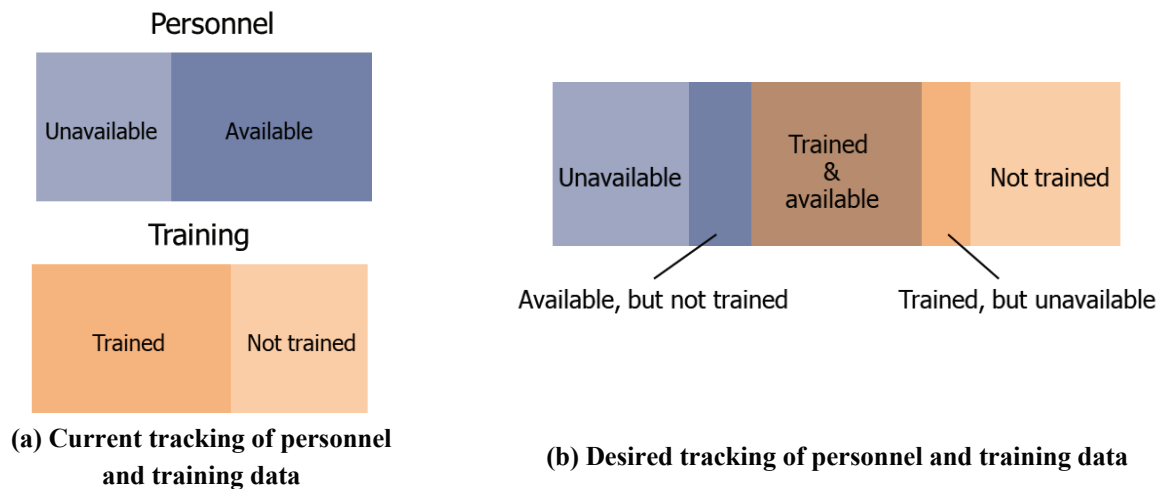 Personnel
Unavailable
Available
Training
Trained
Not trained
(a) Current tracking of personnel
and training data
Unavailable
Trained
&
available
Not trained
Available, but not trained
Trained, but unavailable
(b) Desired tracking of personnel and training data